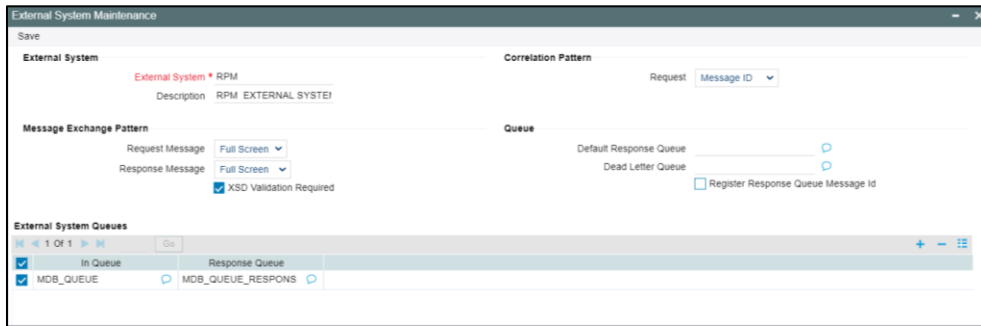 External System Maintenance
Save
External System
External System * RPM
Description RPM EXTERNAL SYSTEM
Correlation Pattern
Request Message ID
Message Exchange Pattern
Request Message Full Screen
Response Message Full Screen
XSD Validation Required
Queue
Default Response Queue
Dead Letter Queue
Register Response Queue Message Id
External System Queues
1 Of 1 Go
In Queue Response Queue
MDB_QUEUE MDB_QUEUE_RESPONS